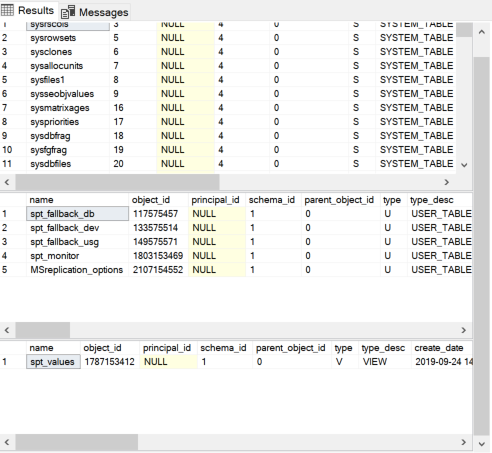 Results Messages
1 sysrscols 3 NULL 4 0 S SYSTEM_TABLE
2 sysrowsets 5 NULL 4 0 S SYSTEM_TABLE
3 sysclones 6 NULL 4 0 S SYSTEM_TABLE
4 sysallocunits 7 NULL 4 0 S SYSTEM_TABLE
5 sysfiles1 8 NULL 4 0 S SYSTEM_TABLE
6 sysseobjvalues 9 NULL 4 0 S SYSTEM_TABLE
7 sysmatrixages 16 NULL 4 0 S SYSTEM_TABLE
8 syspriorities 17 NULL 4 0 S SYSTEM_TABLE
9 sysdbfrag 18 NULL 4 0 S SYSTEM_TABLE
10 sysfgfrag 19 NULL 4 0 S SYSTEM_TABLE
11 sysdbfiles 20 NULL 4 0 S SYSTEM_TABLE
name object_id principal_id schema_id parent_object_id type type_desc
1 spt_fallback_db 117575457 NULL 1 0 U USER_TABLE
2 spt_fallback_dev 133575514 NULL 1 0 U USER_TABLE
3 spt_fallback_usg 149575571 NULL 1 0 U USER_TABLE
4 spt_monitor 1803153469 NULL 1 0 U USER_TABLE
5 MSreplication_options 2107154552 NULL 1 0 U USER_TABLE
name object_id principal_id schema_id parent_object_id type type_desc create_date
1 spt_values 1787153412 NULL 1 0 V VIEW 2019-09-24 14